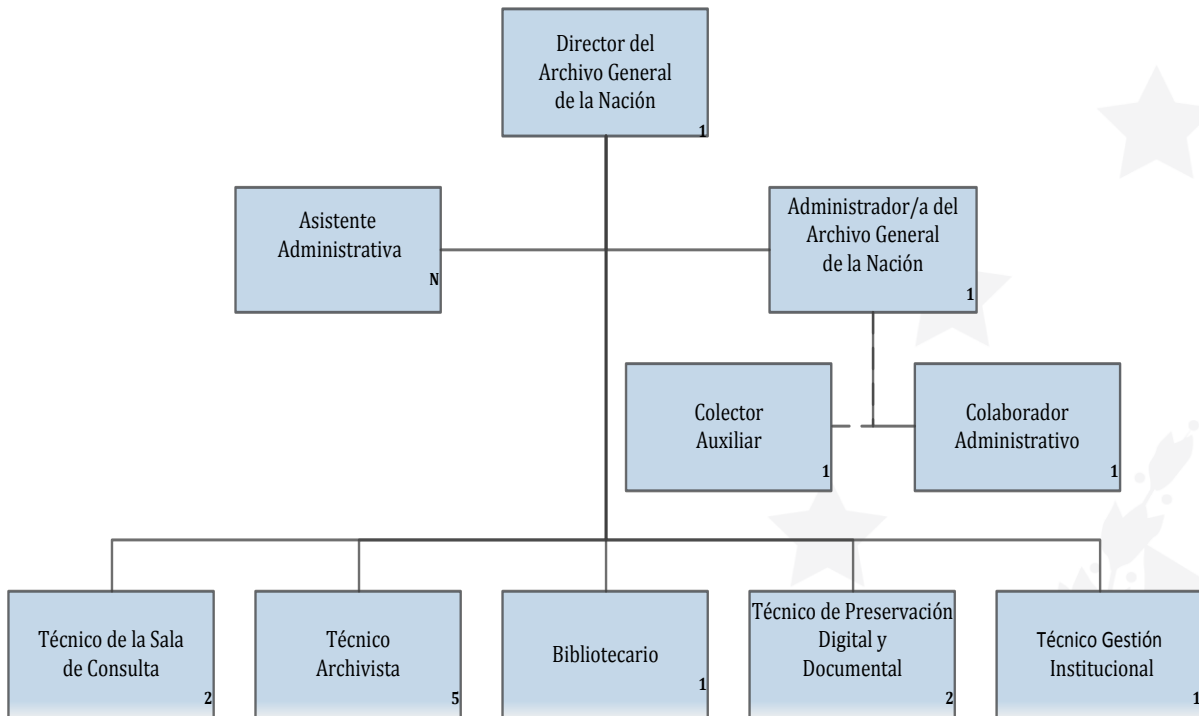 Director del
Archivo General
de la Nación
1
Asistente
Administrativa
N
Administrador/a del
Archivo General
de la Nación
1
Colector
Auxiliar
1
Colaborador
Administrativo
1
Técnico de la Sala
de Consulta
2
Técnico
Archivista
5
Bibliotecario
1
Técnico de Preservación
Digital y
Documental
2
Técnico Gestión
Institucional
1